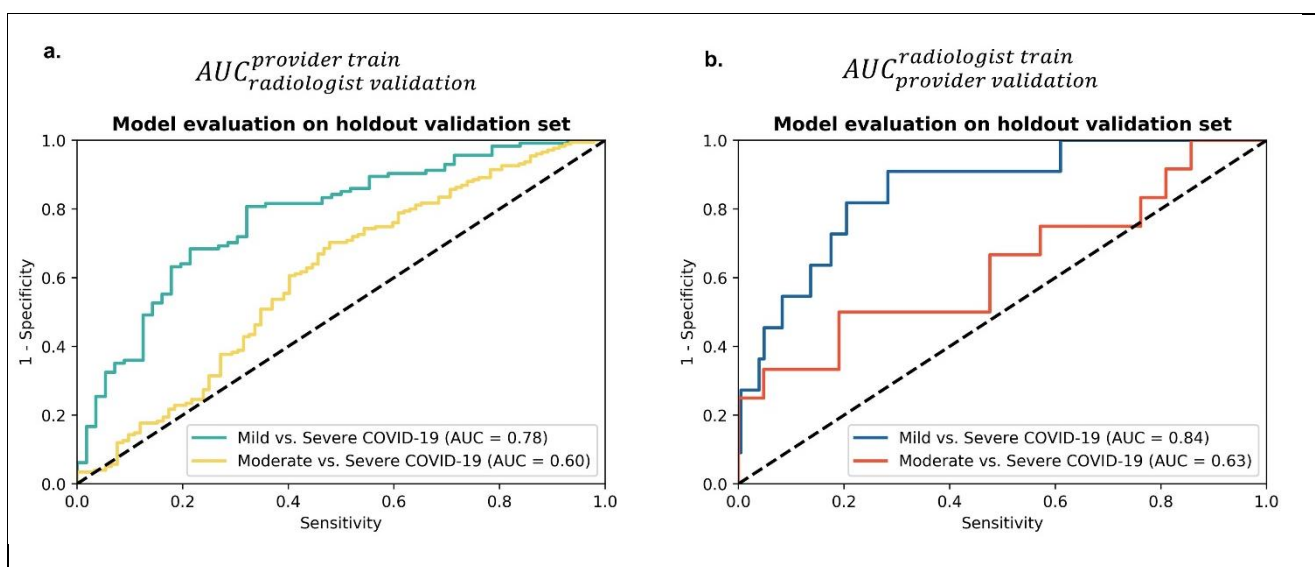 a.
AUC^{provider train}_{radiologist validation}
Model evaluation on holdout validation set
1.0
0.8
0.6
0.4
0.2
0.0
1 - Specificity
Mild vs. Severe COVID-19 (AUC = 0.78)
Moderate vs. Severe COVID-19 (AUC = 0.60)
0.0 0.2 0.4 0.6 0.8 1.0
Sensitivity
b.
AUC^{radiologist train}_{provider validation}
Model evaluation on holdout validation set
1.0
0.8
0.6
0.4
0.2
0.0
1 - Specificity
Mild vs. Severe COVID-19 (AUC = 0.84)
Moderate vs. Severe COVID-19 (AUC = 0.63)
0.0 0.2 0.4 0.6 0.8 1.0
Sensitivity